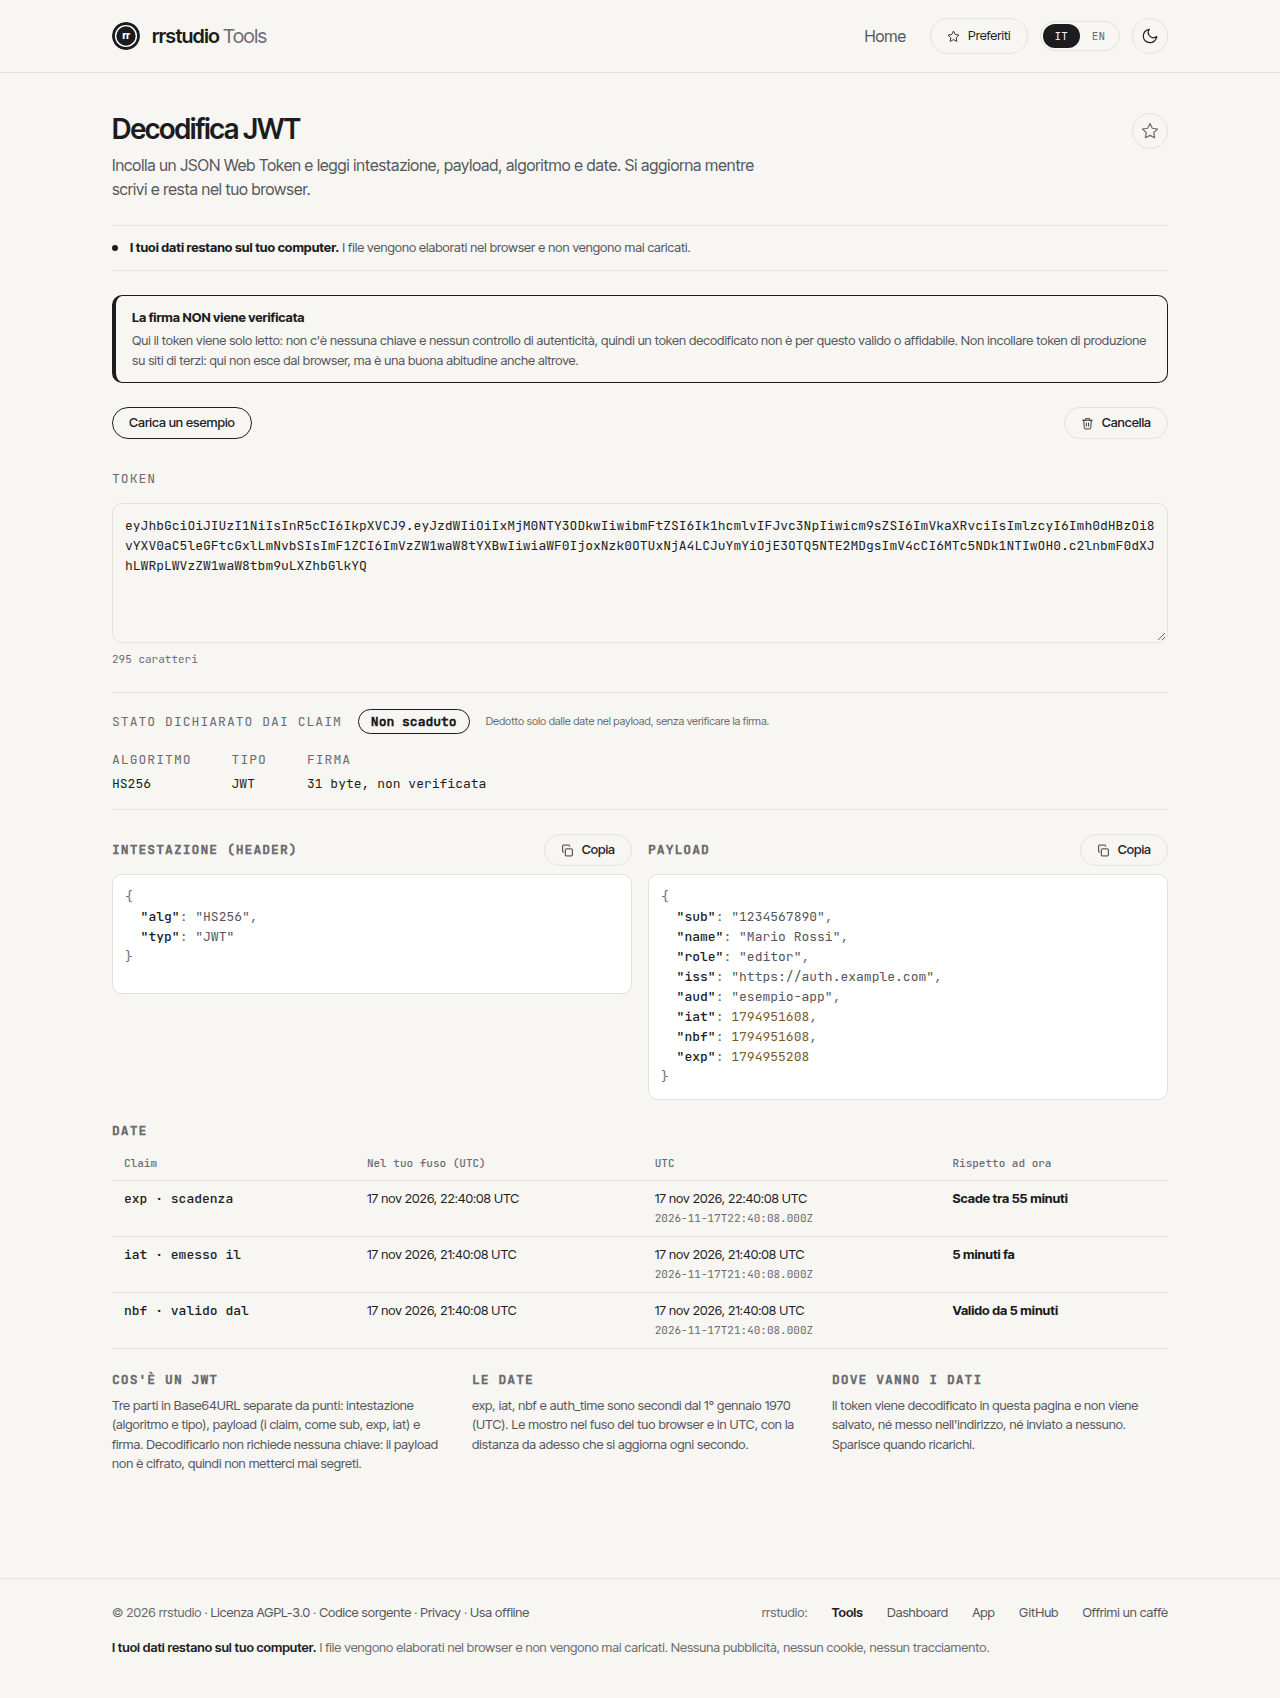 rr rrstudio Tools
Home
Preferiti
IT EN
Decodifica JWT
Incolla un JSON Web Token e leggi intestazione, payload, algoritmo e date. Si aggiorna mentre
scrivi e resta nel tuo browser.
I tuoi dati restano sul tuo computer. I file vengono elaborati nel browser e non vengono mai caricati.
La firma NON viene verificata
Qui il token viene solo letto: non c'è nessuna chiave e nessun controllo di autenticità, quindi un token decodificato non è per questo valido o affidabile. Non incollare token di produzione
su siti di terzi: qui non esce dal browser, ma è una buona abitudine anche altrove.
Carica un esempio
Cancella
TOKEN
eyJhbGciOiJIUzI1NiIsInR5cCI6IkpXVCJ9.eyJzdWIiOiIxMjM0NTY3ODkwIiwibmFtZSI6Ik1hcmlvIFJvc3NpIiwicm9sZSI6ImVkaXRvciIsImlzcyI6Imh0dHBzOi8
vYXV0aC5leGFtcGxlLmNvbSIsImF1ZCI6ImVzZW1waW8tYXBwIiwiaWF0IjoxNzk0OTUxNjA4LCJuYmYiOjE3OTQ5NTE2MDgsImV4cCI6MTc5NDk1NTIwOH0.c2lnbmF0dXJ
hLWRpLWVzZW1waW8tbm9uLXZhbGlkYQ
295 caratteri
STATO DICHIARATO DAI CLAIM
Non scaduto
Dedotto solo dalle date nel payload, senza verificare la firma.
ALGORITMO TIPO FIRMA
HS256 JWT 31 byte, non verificata
INTESTAZIONE (HEADER)
Copia
{
"alg": "HS256",
"typ": "JWT"
}
PAYLOAD
Copia
{
"sub": "1234567890",
"name": "Mario Rossi",
"role": "editor",
"iss": "https://auth.example.com",
"aud": "esempio-app",
"iat": 1794951608,
"nbf": 1794951608,
"exp": 1794955208
}
DATE
Claim Nel tuo fuso (UTC) UTC Rispetto ad ora
exp · scadenza 17 nov 2026, 22:40:08 UTC 17 nov 2026, 22:40:08 UTC Scade tra 55 minuti
2026-11-17T22:40:08.000Z
iat · emesso il 17 nov 2026, 21:40:08 UTC 17 nov 2026, 21:40:08 UTC 5 minuti fa
2026-11-17T21:40:08.000Z
nbf · valido dal 17 nov 2026, 21:40:08 UTC 17 nov 2026, 21:40:08 UTC Valido da 5 minuti
2026-11-17T21:40:08.000Z
COS'È UN JWT
Tre parti in Base64URL separate da punti: intestazione
(algoritmo e tipo), payload (i claim, come sub, exp, iat) e
firma. Decodificarlo non richiede nessuna chiave: il payload
non è cifrato, quindi non metterci mai segreti.
LE DATE
exp, iat, nbf e auth_time sono secondi dal 1° gennaio 1970
(UTC). Le mostro nel fuso del tuo browser e in UTC, con la
distanza da adesso che si aggiorna ogni secondo.
DOVE VANNO I DATI
Il token viene decodificato in questa pagina e non viene
salvato, né messo nell'indirizzo, né inviato a nessuno.
Sparisce quando ricarichi.
© 2026 rrstudio · Licenza AGPL-3.0 · Codice sorgente · Privacy · Usa offline
rrstudio: Tools Dashboard App GitHub Offrimi un caffè
I tuoi dati restano sul tuo computer. I file vengono elaborati nel browser e non vengono mai caricati. Nessuna pubblicità, nessun cookie, nessun tracciamento.